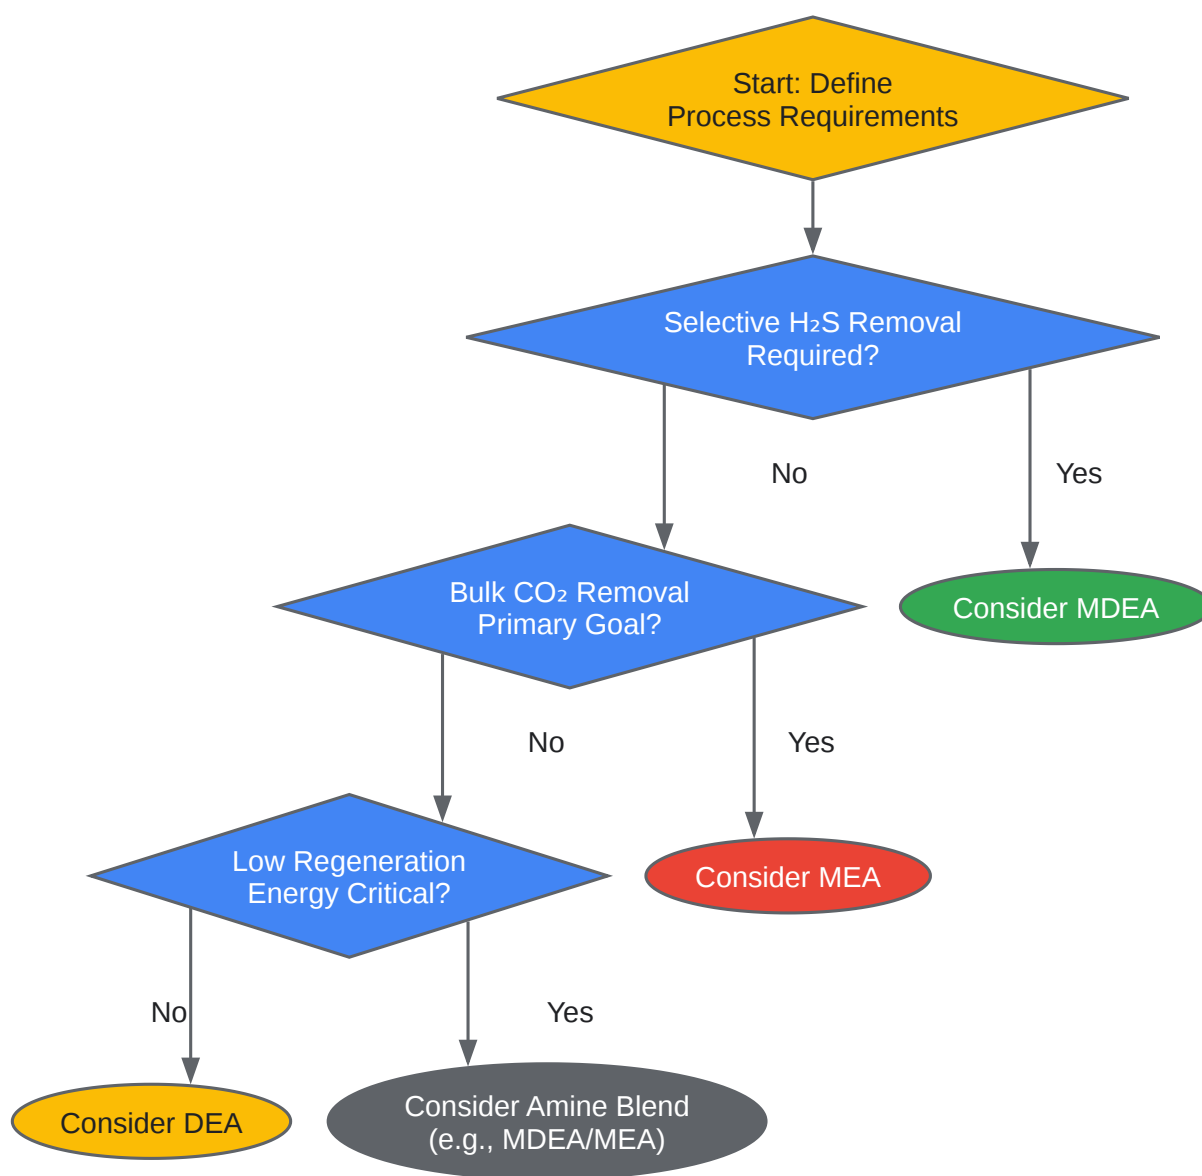 Start: Define
Process Requirements
Selective H₂S Removal
Required?
No
Yes
Bulk CO₂ Removal
Primary Goal?
Consider MDEA
No
Yes
Low Regeneration
Energy Critical?
Consider MEA
No
Yes
Consider DEA
Consider Amine Blend
(e.g., MDEA/MEA)